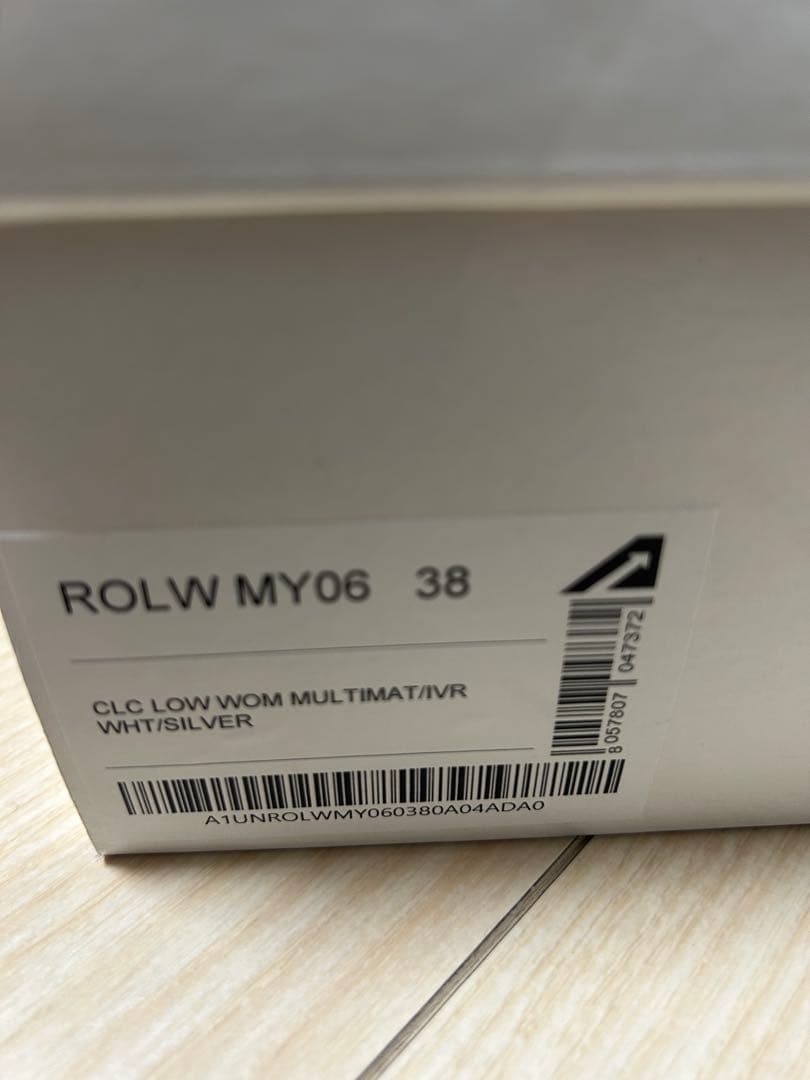 ROLW MY06 38
CLC LOW WOM MULTIMAT/IVR
WHT/SILVER
8 057807 047372
A1UNROLWMY060380A04ADA0